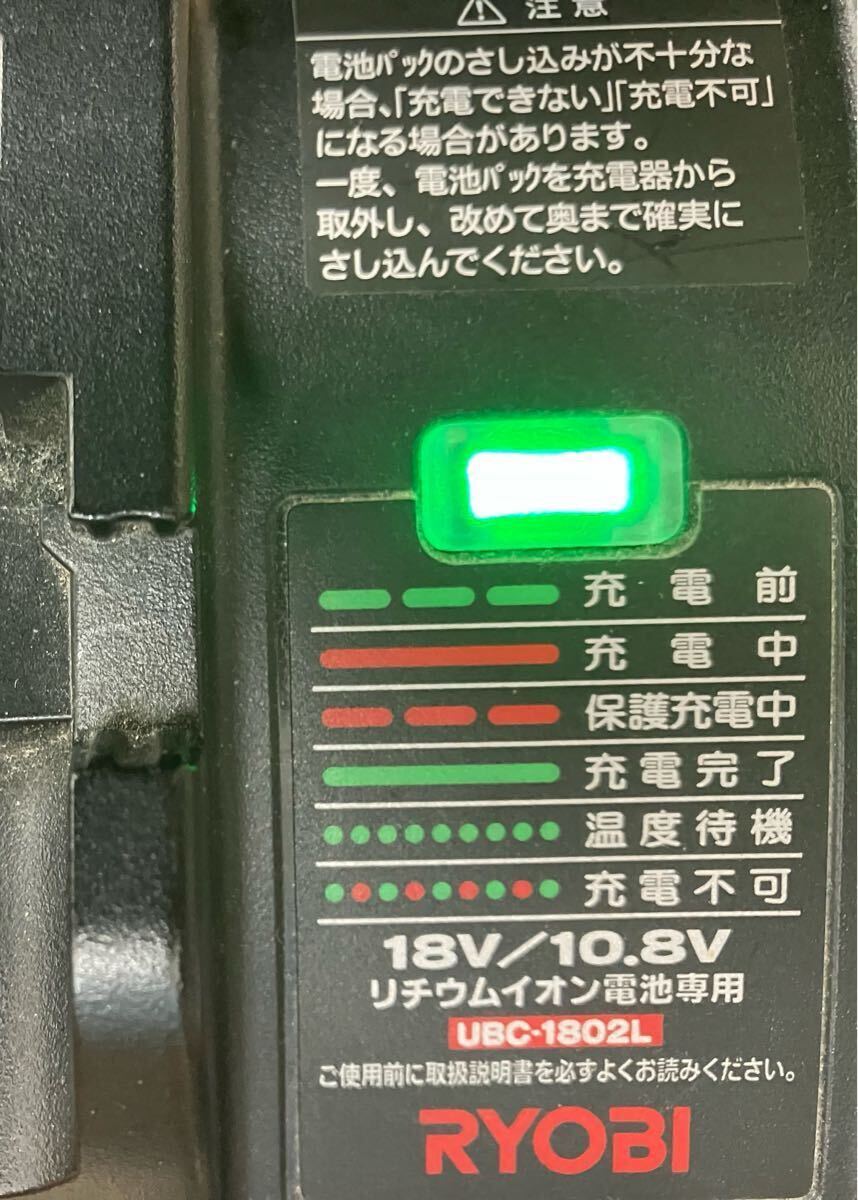 注意
電池パックのさし込みが不十分な
場合、「充電できない」「充電不可」
になる場合があります。
一度、電池パックを充電器から
取外し、改めて奥まで確実に
さし込んでください。
充電前
充電中
保護充電中
充電完了
温度待機
充電不可
18V/10.8V
リチウムイオン電池専用
UBC-1802L
ご使用前に取扱説明書を必ずよくお読みください。
RYOBI